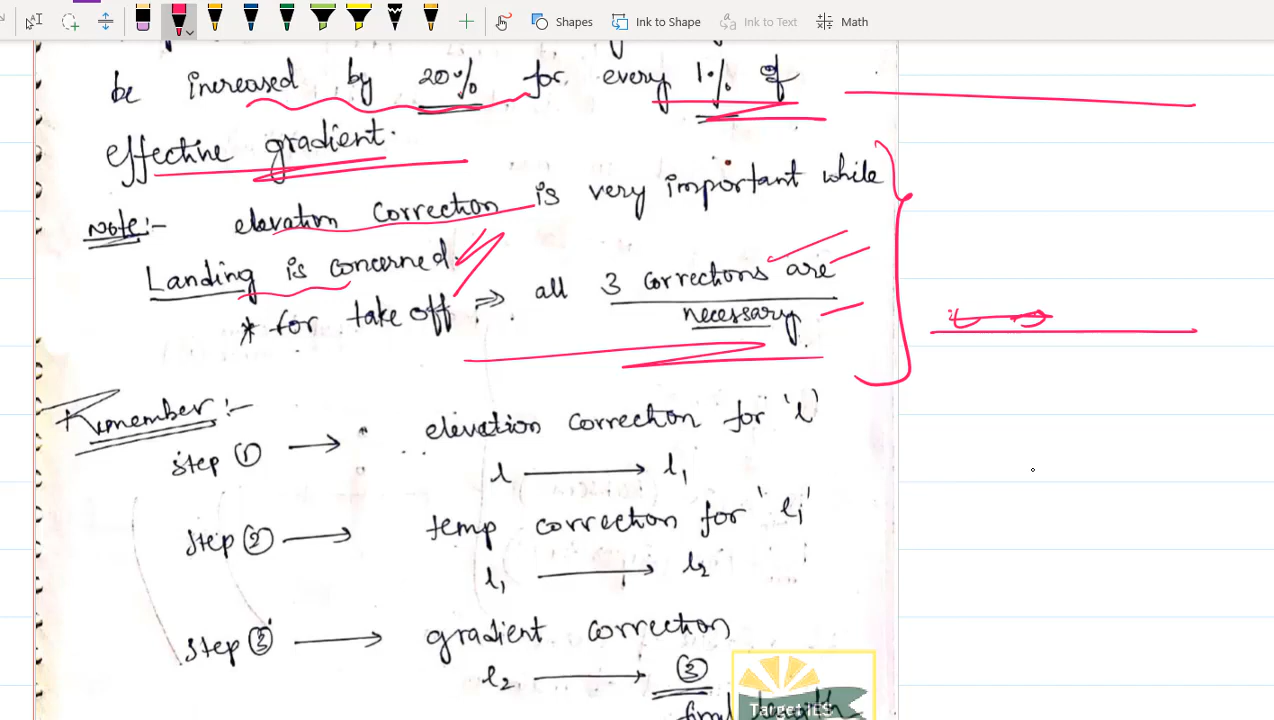 Shapes Ink to Shape Ink to Text Math
be increased by 20% for every 1% of
effective gradient.
Note:- elevation correction is very important while
Landing is concerned.
* for take off ⇒ all 3 corrections are
necessary.
Remember:-
Step ① → elevation correction for 'l'
l → l₁
Step ② → temp correction for 'l₁'
l₁ → l₂
Step ③ → gradient correction
l₂ → ③
final length
Target IES